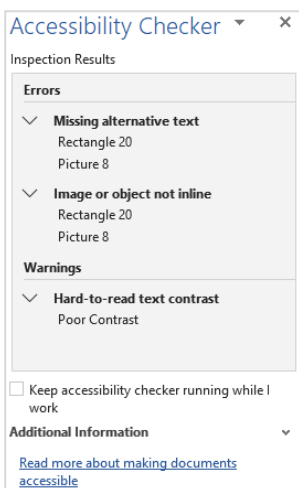 Accessibility Checker
Inspection Results
Errors
Missing alternative text
Rectangle 20
Picture 8
Image or object not inline
Rectangle 20
Picture 8
Warnings
Hard-to-read text contrast
Poor Contrast
Keep accessibility checker running while I
work
Additional Information
Read more about making documents
accessible